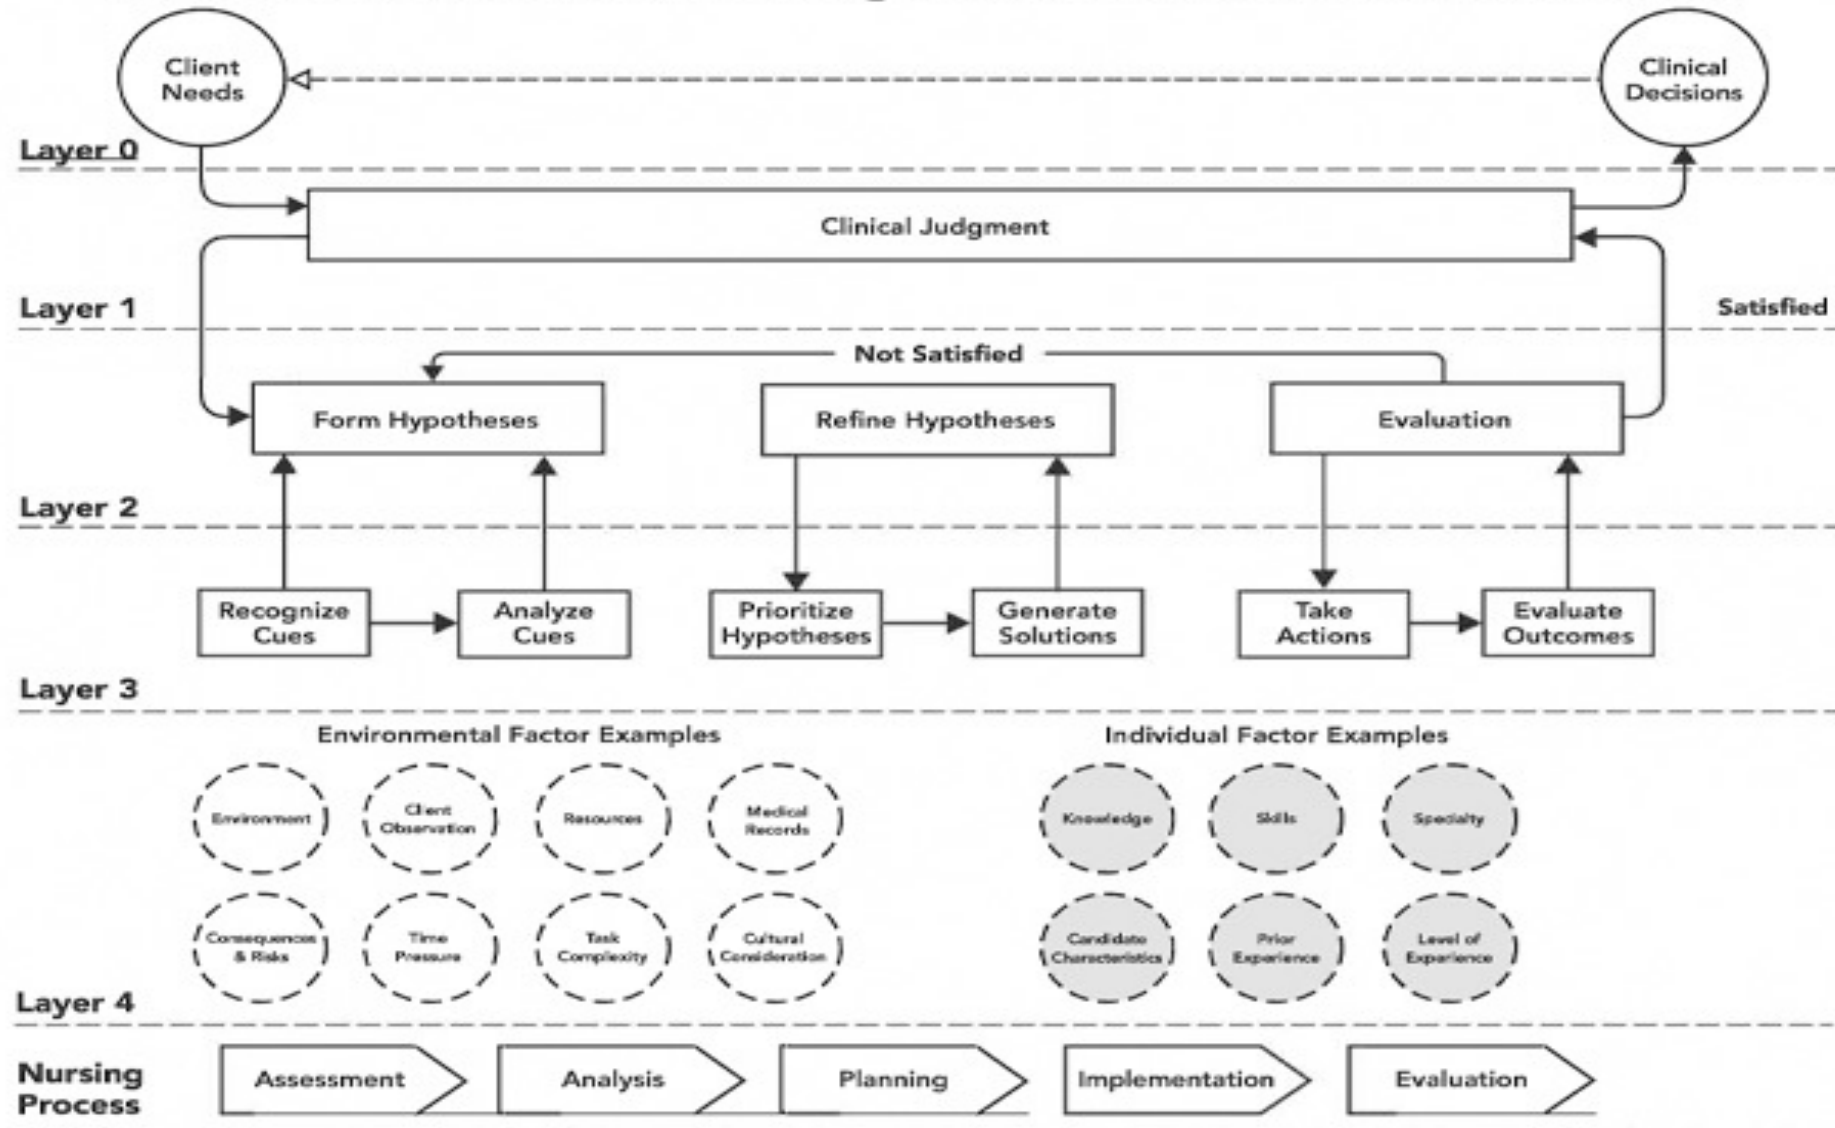 Client
Needs
Clinical
Decisions
Layer 0
Clinical Judgment
Layer 1
Satisfied
Not Satisfied
Form Hypotheses
Refine Hypotheses
Evaluation
Layer 2
Recognize
Cues
Analyze
Cues
Prioritize
Hypotheses
Generate
Solutions
Take
Actions
Evaluate
Outcomes
Layer 3
Environmental Factor Examples
Individual Factor Examples
Environment
Client
Observation
Resources
Medical
Records
Knowledge
Skills
Specialty
Consequences
& Risks
Time
Pressure
Task
Complexity
Cultural
Consideration
Candidate
Characteristics
Prior
Experience
Level of
Experience
Layer 4
Nursing
Process
Assessment
Analysis
Planning
Implementation
Evaluation